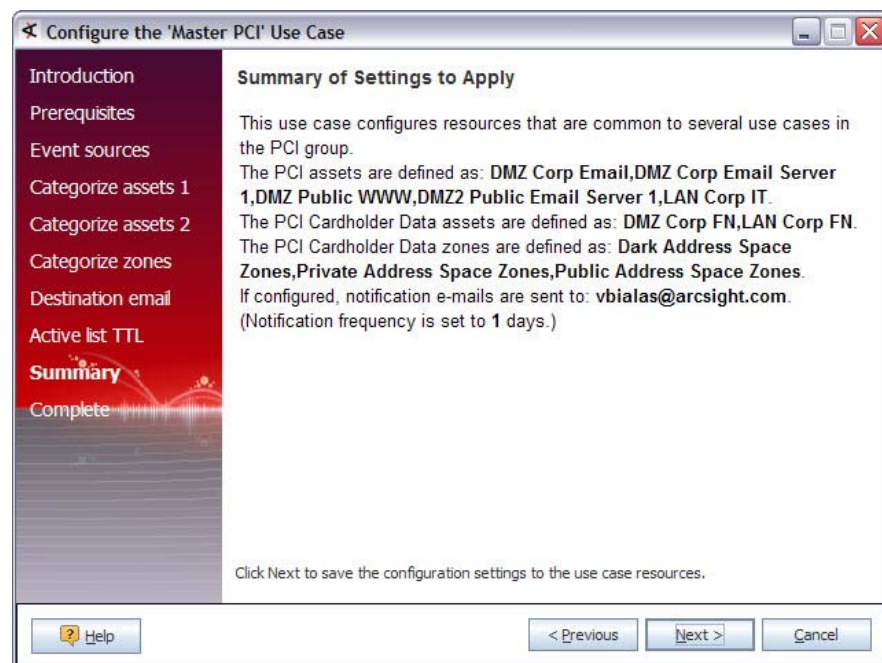 Configure the 'Master PCI' Use Case
Introduction
Prerequisites
Event sources
Categorize assets 1
Categorize assets 2
Categorize zones
Destination email
Active list TTL
Summary
Complete
Summary of Settings to Apply
This use case configures resources that are common to several use cases in
the PCI group.
The PCI assets are defined as: DMZ Corp Email,DMZ Corp Email Server
1,DMZ Public WWW,DMZ2 Public Email Server 1,LAN Corp IT.
The PCI Cardholder Data assets are defined as: DMZ Corp FN,LAN Corp FN.
The PCI Cardholder Data zones are defined as: Dark Address Space
Zones,Private Address Space Zones,Public Address Space Zones.
If configured, notification e-mails are sent to: vbialas@arcsight.com.
(Notification frequency is set to 1 days.)
Click Next to save the configuration settings to the use case resources.
Help
< Previous
Next >
Cancel